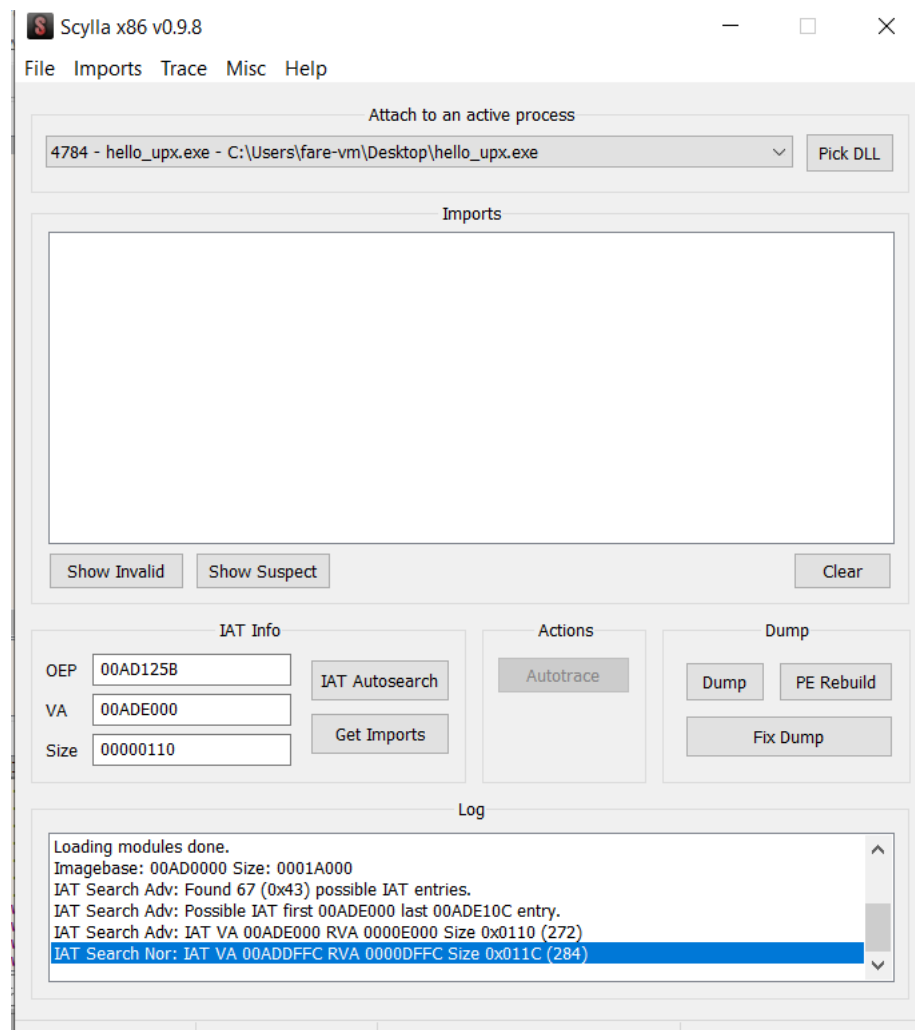 Scylla x86 v0.9.8
File Imports Trace Misc Help
Attach to an active process
4784 - hello_upx.exe - C:\Users\fare-vm\Desktop\hello_upx.exe
Pick DLL
Imports
Show Invalid
Show Suspect
Clear
IAT Info
OEP 00AD125B
VA 00ADE000
Size 00000110
IAT Autosearch
Get Imports
Actions
Autotrace
Dump
Dump
PE Rebuild
Fix Dump
Log
Loading modules done.
Imagebase: 00AD0000 Size: 0001A000
IAT Search Adv: Found 67 (0x43) possible IAT entries.
IAT Search Adv: Possible IAT first 00ADE000 last 00ADE10C entry.
IAT Search Adv: IAT VA 00ADE000 RVA 0000E000 Size 0x0110 (272)
IAT Search Nor: IAT VA 00ADDFFC RVA 0000DFFC Size 0x011C (284)